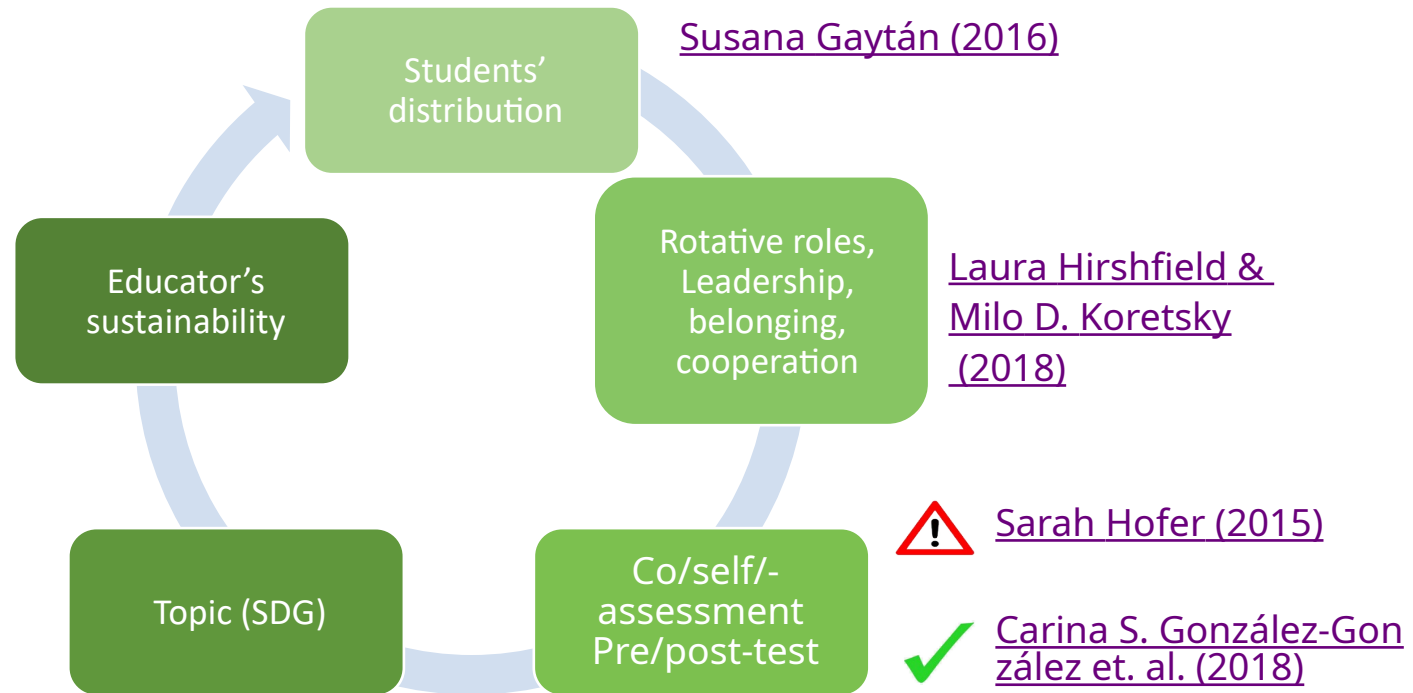 Students’
distribution
Susana Gaytán (2016)
Rotative roles,
Leadership,
belonging,
cooperation
Laura Hirshfield &
Milo D. Koretsky
(2018)
Co/self/-
assessment
Pre/post-test
Sarah Hofer (2015)
Carina S. González-Gon
zález et. al. (2018)
Topic (SDG)
Educator’s
sustainability